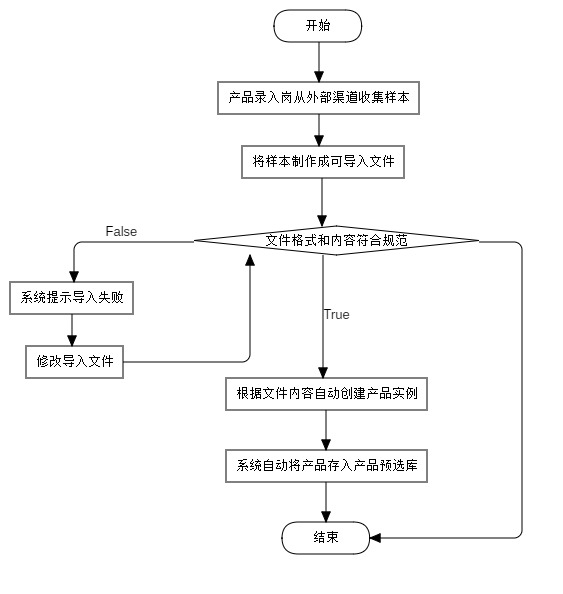 开始
产品录入岗从外部渠道收集样本
将样本制作成可导入文件
文件格式和内容符合规范
False
系统提示导入失败
True
修改导入文件
根据文件内容自动创建产品实例
系统自动将产品存入产品预选库
结束